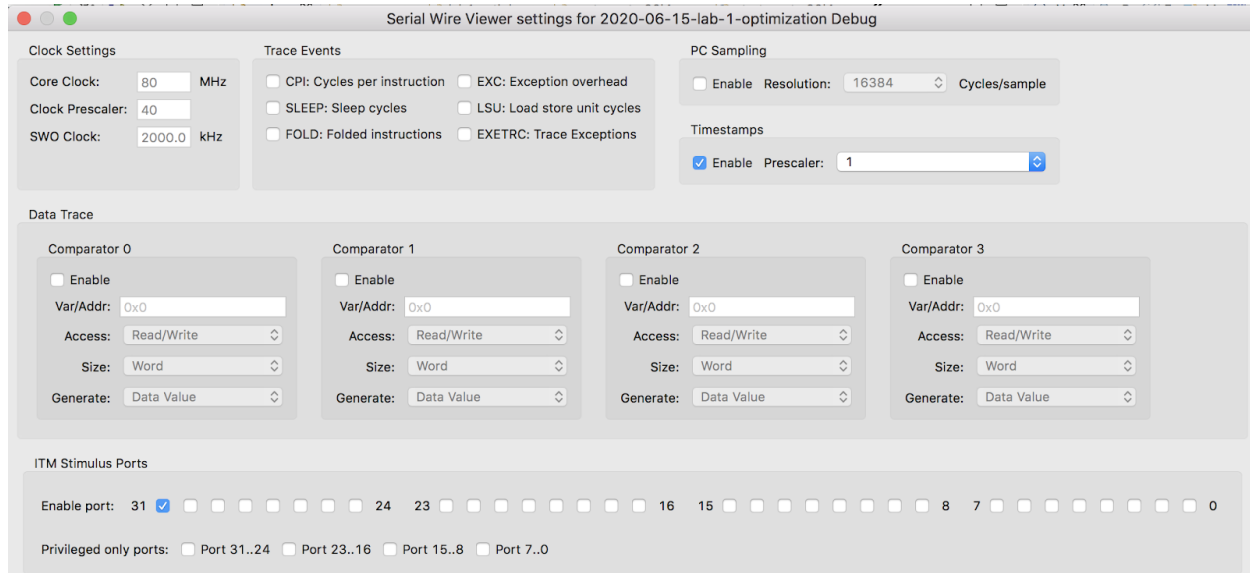 Serial Wire Viewer settings for 2020-06-15-lab-1-optimization Debug
Clock Settings
Core Clock: 80 MHz
Clock Prescaler: 40
SWO Clock: 2000.0 kHz
Trace Events
CPI: Cycles per instruction EXC: Exception overhead
SLEEP: Sleep cycles LSU: Load store unit cycles
FOLD: Folded instructions EXETRC: Trace Exceptions
PC Sampling
Enable Resolution: 16384 Cycles/sample
Timestamps
Enable Prescaler: 1
Data Trace
Comparator 0
Enable
Var/Addr: 0x0
Access: Read/Write
Size: Word
Generate: Data Value
Comparator 1
Enable
Var/Addr: 0x0
Access: Read/Write
Size: Word
Generate: Data Value
Comparator 2
Enable
Var/Addr: 0x0
Access: Read/Write
Size: Word
Generate: Data Value
Comparator 3
Enable
Var/Addr: 0x0
Access: Read/Write
Size: Word
Generate: Data Value
ITM Stimulus Ports
Enable port: 31 24 23 16 15 8 7 0
Privileged only ports: Port 31..24 Port 23..16 Port 15..8 Port 7..0